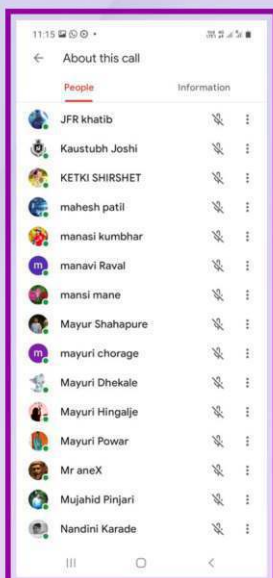 11:15
About this call
People Information
JFR khatib
Kaustubh Joshi
KETKI SHIRSHET
mahesh patil
manasi kumbhar
m manavi Raval
mansi mane
Mayur Shahapure
m mayuri chorage
Mayuri Dhekale
Mayuri Hingalje
Mayuri Powar
Mr aneX
Mujahid Pinjari
Nandini Karade